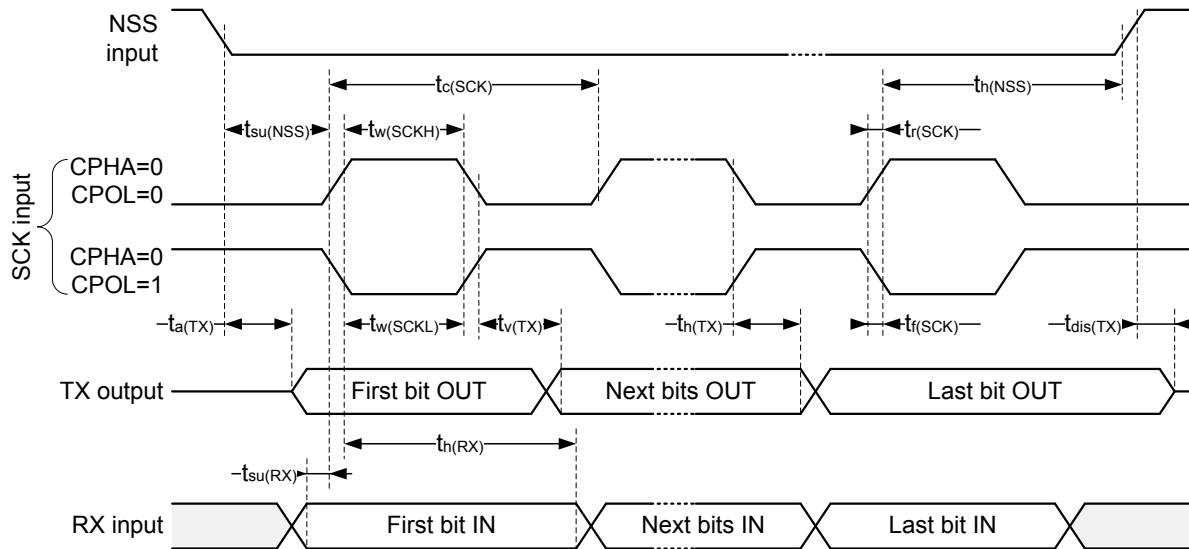 NSS
input
tc(SCK)
th(NSS)
tsu(NSS)
tw(SCKH)
tr(SCK)
SCK input
CPHA=0
CPOL=0
CPHA=0
CPOL=1
ta(TX)
tw(SCKL)
tv(TX)
th(TX)
tf(SCK)
tdis(TX)
TX output
First bit OUT
Next bits OUT
Last bit OUT
th(RX)
tsu(RX)
RX input
First bit IN
Next bits IN
Last bit IN